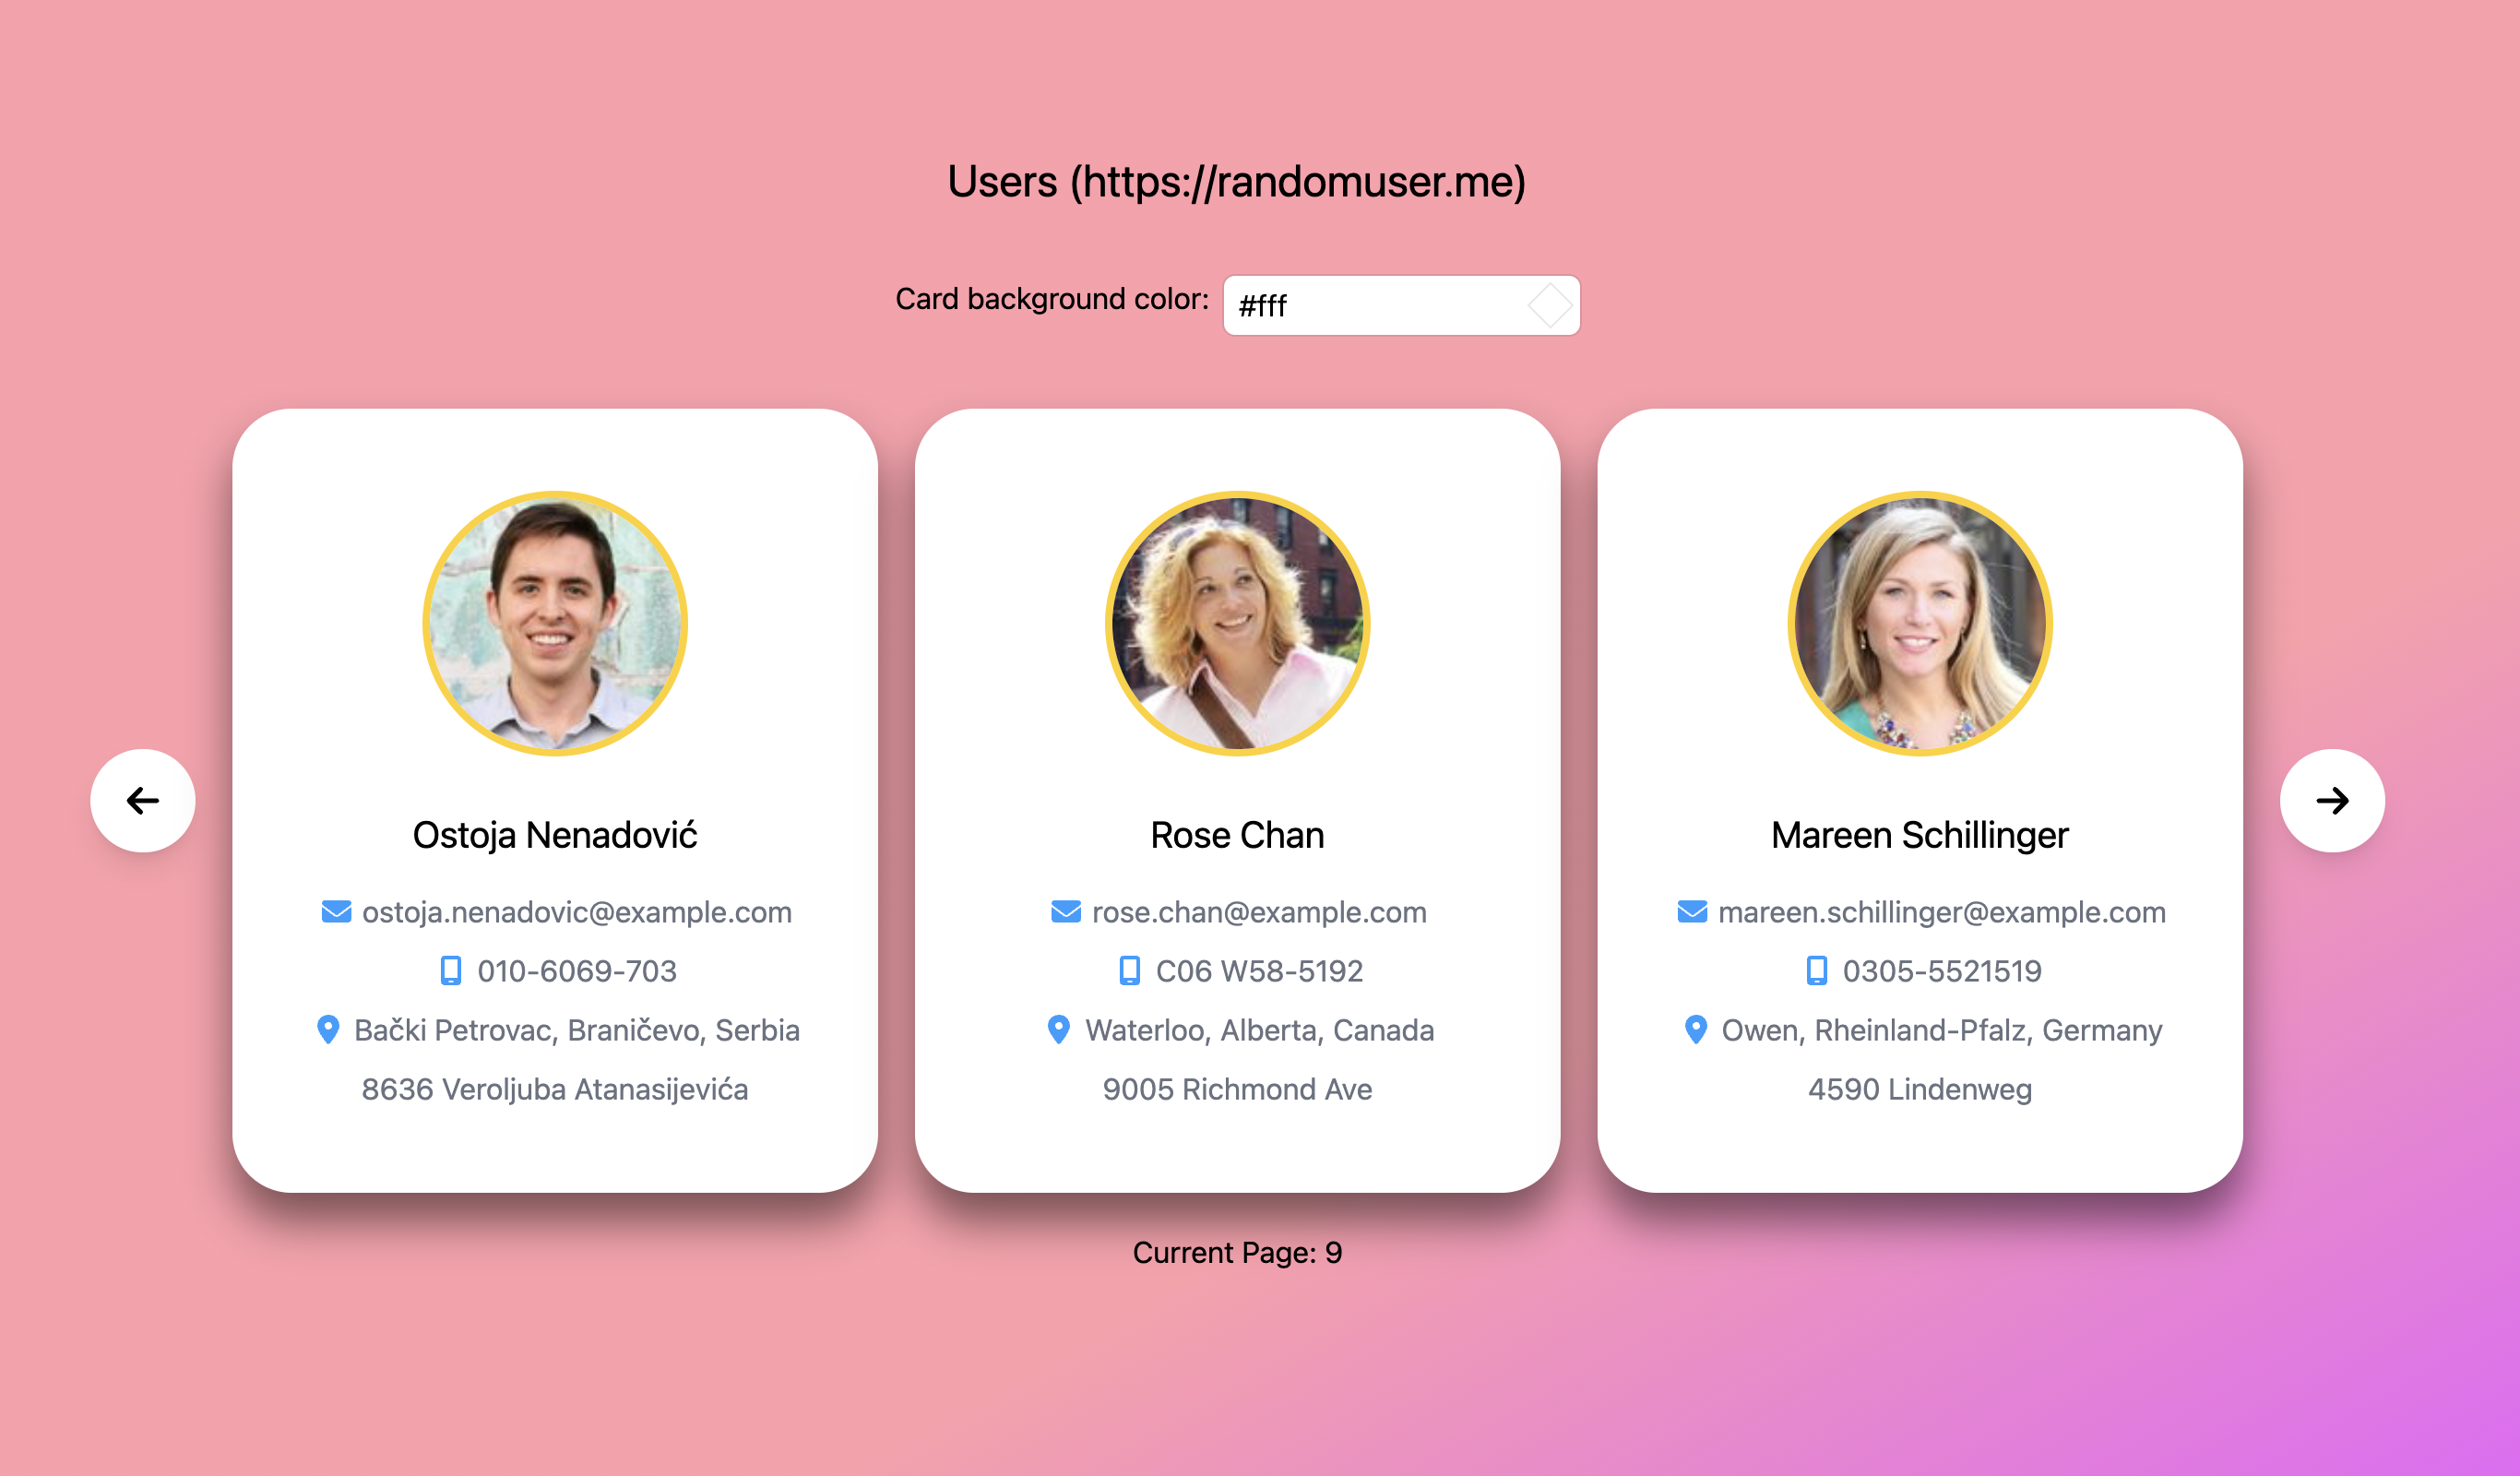 Users (https://randomuser.me)
Card background color: #fff
Ostoja Nenadović
ostoja.nenadovic@example.com
010-6069-703
Bački Petrovac, Braničevo, Serbia
8636 Veroljuba Atanasijevića
Rose Chan
rose.chan@example.com
C06 W58-5192
Waterloo, Alberta, Canada
9005 Richmond Ave
Mareen Schillinger
mareen.schillinger@example.com
0305-5521519
Owen, Rheinland-Pfalz, Germany
4590 Lindenweg
Current Page: 9